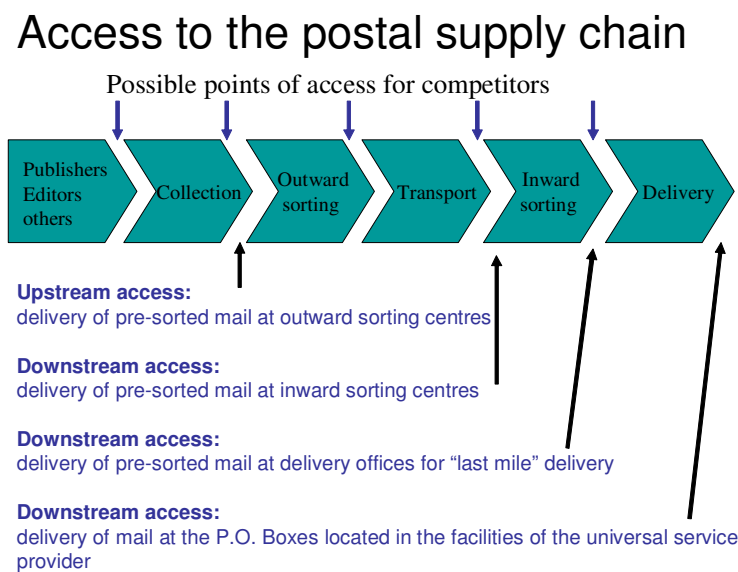 Access to the postal supply chain
Possible points of access for competitors
Publishers
Editors
others
Collection
Outward
sorting
Transport
Inward
sorting
Delivery
Upstream access:
delivery of pre-sorted mail at outward sorting centres
Downstream access:
delivery of pre-sorted mail at inward sorting centres
Downstream access:
delivery of pre-sorted mail at delivery offices for “last mile” delivery
Downstream access:
delivery of mail at the P.O. Boxes located in the facilities of the universal service
provider